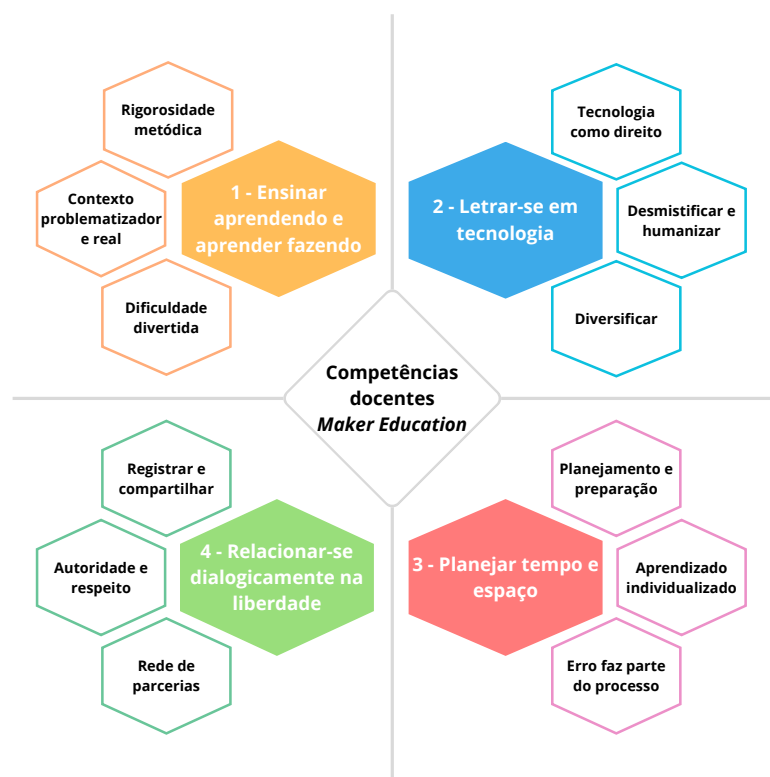 Rigorosidade
metódica
Contexto
problematizador
e real
Dificuldade
divertida
1 - Ensinar
aprendendo e
aprender fazendo
Tecnologia
como direito
2 - Letrar-se em
tecnologia
Desmistificar e
humanizar
Diversificar
Competências
docentes
Maker Education
Registrar e
compartilhar
Autoridade e
respeito
Rede de
parcerias
4 - Relacionar-se
dialogicamente na
liberdade
Planejamento e
preparação
3 - Planejar tempo e
espaço
Aprendizado
individualizado
Erro faz parte
do processo